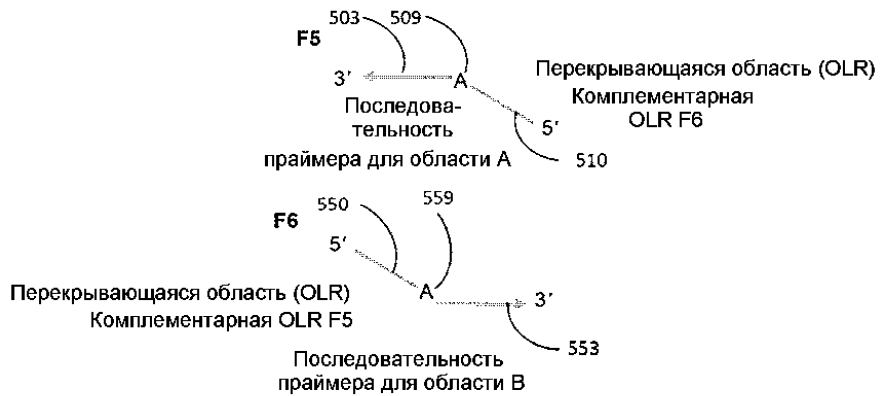 503 509
F5
3′ A
Перекрывающаяся область (OLR)
Комплементарная
OLR F6
Последова-
тельность
праймера для области A
5′
510
550 559
F6
5′
A 3′
Перекрывающаяся область (OLR)
Комплементарная OLR F5
553
Последовательность
праймера для области B